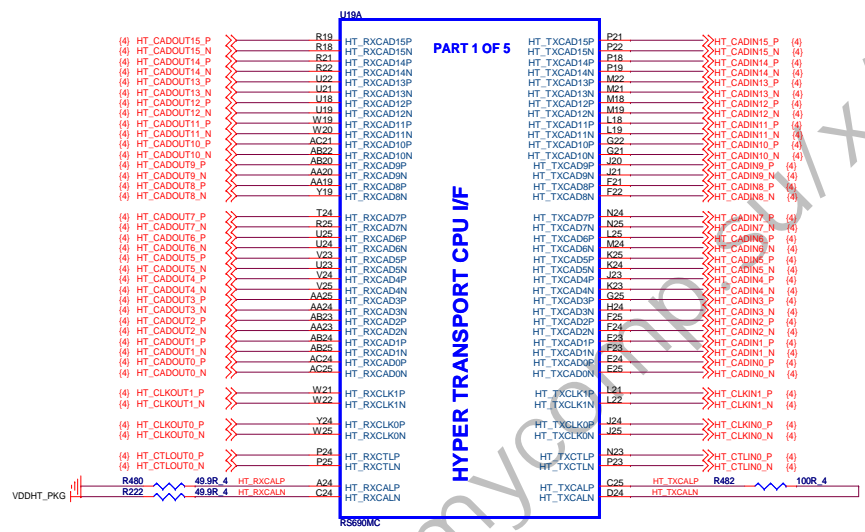 U19A
PART 1 OF 5
HYPER TRANSPORT CPU I/F
{4} HT_CADOUT15_P R19 HT_RXCAD15P HT_TXCAD15P P21 HT_CADIN15_P {4}
{4} HT_CADOUT15_N R18 HT_RXCAD15N HT_TXCAD15N P22 HT_CADIN15_N {4}
{4} HT_CADOUT14_P R21 HT_RXCAD14P HT_TXCAD14P P18 HT_CADIN14_P {4}
{4} HT_CADOUT14_N R22 HT_RXCAD14N HT_TXCAD14N P19 HT_CADIN14_N {4}
{4} HT_CADOUT13_P U22 HT_RXCAD13P HT_TXCAD13P M22 HT_CADIN13_P {4}
{4} HT_CADOUT13_N U21 HT_RXCAD13N HT_TXCAD13N M21 HT_CADIN13_N {4}
{4} HT_CADOUT12_P U18 HT_RXCAD12P HT_TXCAD12P M18 HT_CADIN12_P {4}
{4} HT_CADOUT12_N U19 HT_RXCAD12N HT_TXCAD12N M19 HT_CADIN12_N {4}
{4} HT_CADOUT11_P W19 HT_RXCAD11P HT_TXCAD11P L18 HT_CADIN11_P {4}
{4} HT_CADOUT11_N W20 HT_RXCAD11N HT_TXCAD11N L19 HT_CADIN11_N {4}
{4} HT_CADOUT10_P AC21 HT_RXCAD10P HT_TXCAD10P G22 HT_CADIN10_P {4}
{4} HT_CADOUT10_N AB22 HT_RXCAD10N HT_TXCAD10N G21 HT_CADIN10_N {4}
{4} HT_CADOUT9_P AB20 HT_RXCAD9P HT_TXCAD9P J20 HT_CADIN9_P {4}
{4} HT_CADOUT9_N AA20 HT_RXCAD9N HT_TXCAD9N J21 HT_CADIN9_N {4}
{4} HT_CADOUT8_P AA19 HT_RXCAD8P HT_TXCAD8P F21 HT_CADIN8_P {4}
{4} HT_CADOUT8_N Y19 HT_RXCAD8N HT_TXCAD8N F22 HT_CADIN8_N {4}
{4} HT_CADOUT7_P T24 HT_RXCAD7P HT_TXCAD7P N24 HT_CADIN7_P {4}
{4} HT_CADOUT7_N R25 HT_RXCAD7N HT_TXCAD7N N25 HT_CADIN7_N {4}
{4} HT_CADOUT6_P U25 HT_RXCAD6P HT_TXCAD6P L25 HT_CADIN6_P {4}
{4} HT_CADOUT6_N U24 HT_RXCAD6N HT_TXCAD6N M24 HT_CADIN6_N {4}
{4} HT_CADOUT5_P V23 HT_RXCAD5P HT_TXCAD5P K25 HT_CADIN5_P {4}
{4} HT_CADOUT5_N U23 HT_RXCAD5N HT_TXCAD5N K24 HT_CADIN5_N {4}
{4} HT_CADOUT4_P V24 HT_RXCAD4P HT_TXCAD4P J23 HT_CADIN4_P {4}
{4} HT_CADOUT4_N V25 HT_RXCAD4N HT_TXCAD4N K23 HT_CADIN4_N {4}
{4} HT_CADOUT3_P AA25 HT_RXCAD3P HT_TXCAD3P G25 HT_CADIN3_P {4}
{4} HT_CADOUT3_N AA24 HT_RXCAD3N HT_TXCAD3N H24 HT_CADIN3_N {4}
{4} HT_CADOUT2_P AB23 HT_RXCAD2P HT_TXCAD2P F25 HT_CADIN2_P {4}
{4} HT_CADOUT2_N AA23 HT_RXCAD2N HT_TXCAD2N F24 HT_CADIN2_N {4}
{4} HT_CADOUT1_P AB24 HT_RXCAD1P HT_TXCAD1P E23 HT_CADIN1_P {4}
{4} HT_CADOUT1_N AB25 HT_RXCAD1N HT_TXCAD1N F23 HT_CADIN1_N {4}
{4} HT_CADOUT0_P AC24 HT_RXCAD0P HT_TXCAD0P E24 HT_CADIN0_P {4}
{4} HT_CADOUT0_N AC25 HT_RXCAD0N HT_TXCAD0N E25 HT_CADIN0_N {4}
{4} HT_CLKOUT1_P W21 HT_RXCLK1P HT_TXCLK1P L21 HT_CLKIN1_P {4}
{4} HT_CLKOUT1_N W22 HT_RXCLK1N HT_TXCLK1N L22 HT_CLKIN1_N {4}
{4} HT_CLKOUT0_P Y24 HT_RXCLK0P HT_TXCLK0P J24 HT_CLKIN0_P {4}
{4} HT_CLKOUT0_N W25 HT_RXCLK0N HT_TXCLK0N J25 HT_CLKIN0_N {4}
{4} HT_CTLOUT0_P P24 HT_RXCTLP HT_TXCTLP N23 HT_CTLIN0_P {4}
{4} HT_CTLOUT0_N P25 HT_RXCTLN HT_TXCTLN P23 HT_CTLIN0_N {4}
R480 49.9R_4 HT_RXCALP A24 HT_RXCALP HT_TXCALP C25 HT_TXCALP R482 100R_4
VDDHT_PKG R222 49.9R_4 HT_RXCALN C24 HT_RXCALN HT_TXCALN D24 HT_TXCALN
RS690MC
mycomp.su/x